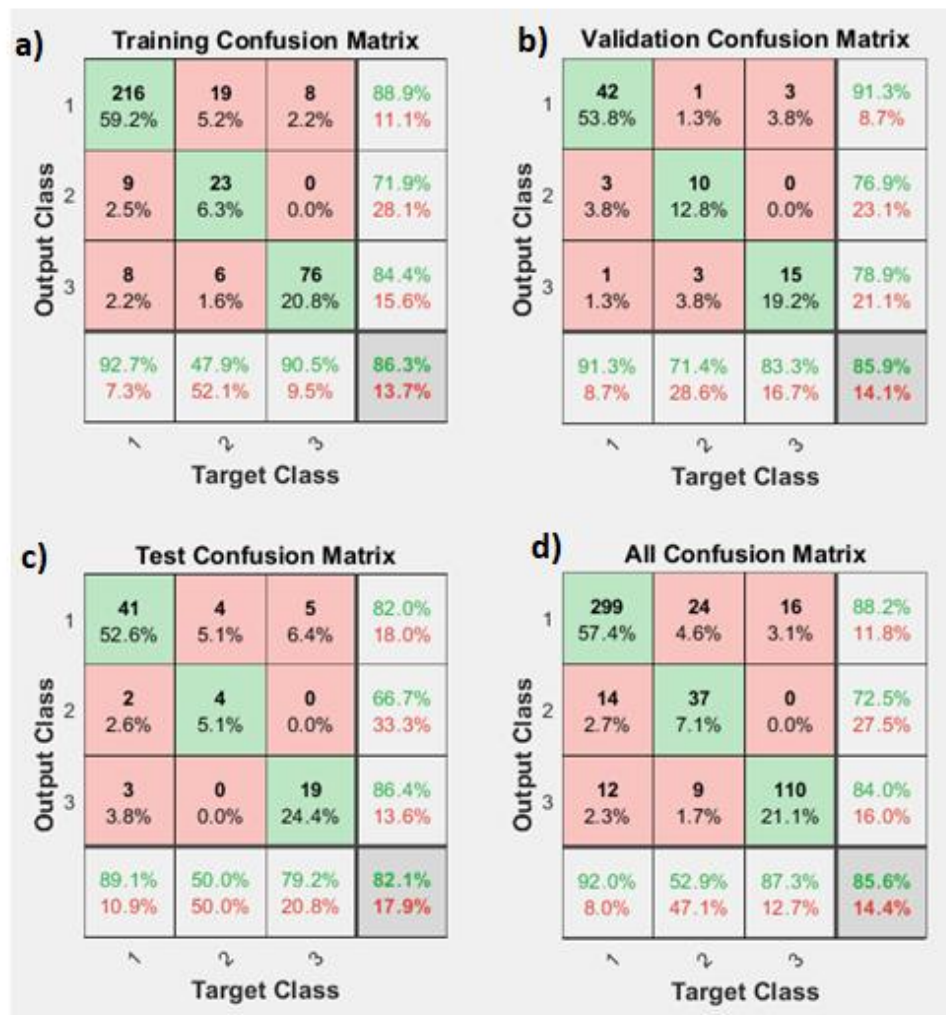 a) Training Confusion Matrix
Output Class
1 216 19 8 88.9%
59.2% 5.2% 2.2% 11.1%
2 9 23 0 71.9%
2.5% 6.3% 0.0% 28.1%
3 8 6 76 84.4%
2.2% 1.6% 20.8% 15.6%
92.7% 47.9% 90.5% 86.3%
7.3% 52.1% 9.5% 13.7%
1 2 3
Target Class
b) Validation Confusion Matrix
Output Class
1 42 1 3 91.3%
53.8% 1.3% 3.8% 8.7%
2 3 10 0 76.9%
3.8% 12.8% 0.0% 23.1%
3 1 3 15 78.9%
1.3% 3.8% 19.2% 21.1%
91.3% 71.4% 83.3% 85.9%
8.7% 28.6% 16.7% 14.1%
1 2 3
Target Class
c) Test Confusion Matrix
Output Class
1 41 4 5 82.0%
52.6% 5.1% 6.4% 18.0%
2 2 4 0 66.7%
2.6% 5.1% 0.0% 33.3%
3 3 0 19 86.4%
3.8% 0.0% 24.4% 13.6%
89.1% 50.0% 79.2% 82.1%
10.9% 50.0% 20.8% 17.9%
1 2 3
Target Class
d) All Confusion Matrix
Output Class
1 299 24 16 88.2%
57.4% 4.6% 3.1% 11.8%
2 14 37 0 72.5%
2.7% 7.1% 0.0% 27.5%
3 12 9 110 84.0%
2.3% 1.7% 21.1% 16.0%
92.0% 52.9% 87.3% 85.6%
8.0% 47.1% 12.7% 14.4%
1 2 3
Target Class